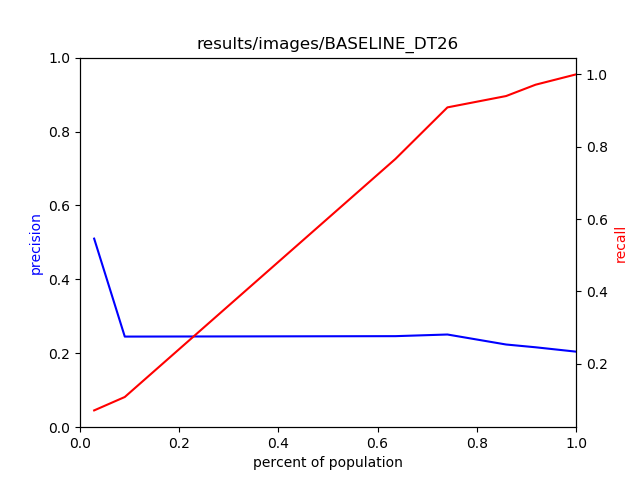 results/images/BASELINE_DT26
1.0
0.8
0.6
0.4
0.2
0.0
precision
1.0
0.8
0.6
0.4
0.2
recall
0.0 0.2 0.4 0.6 0.8 1.0
percent of population